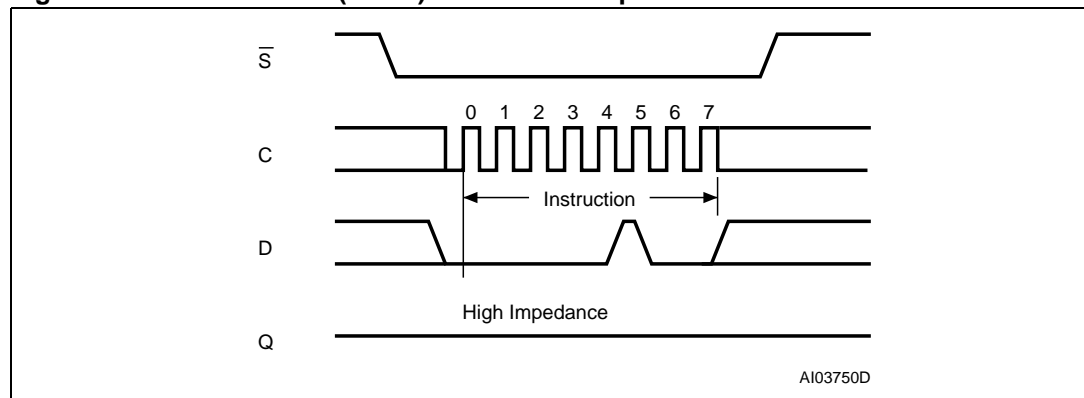 S̅
0 1 2 3 4 5 6 7
C
Instruction
D
High Impedance
Q
AI03750D